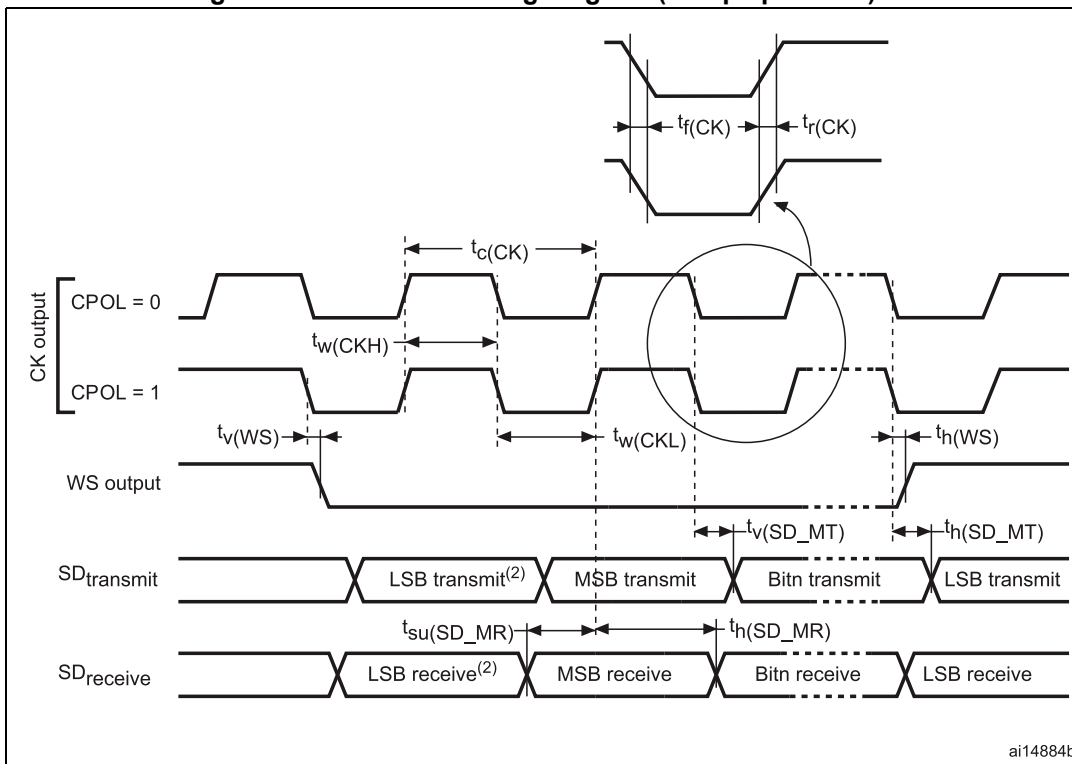 tf(CK)
tr(CK)
tc(CK)
CK output
CPOL = 0
tw(CKH)
CPOL = 1
tv(WS)
tw(CKL)
th(WS)
WS output
tv(SD_MT)
th(SD_MT)
SDtransmit
LSB transmit(2)
MSB transmit
Bitn transmit
LSB transmit
tsu(SD_MR)
th(SD_MR)
SDreceive
LSB receive(2)
MSB receive
Bitn receive
LSB receive
ai14884b